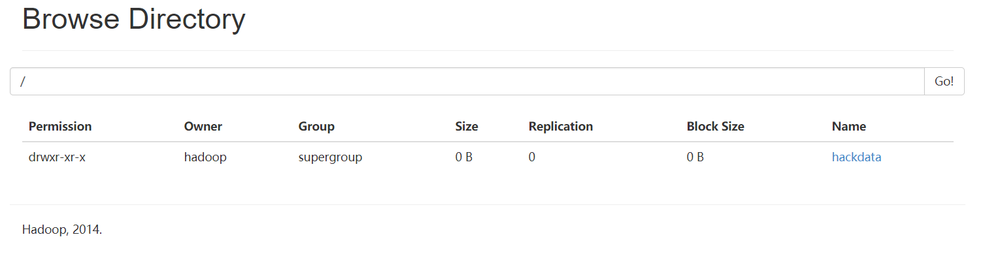 Browse Directory
/ Go!
Permission Owner Group Size Replication Block Size Name
drwxr-xr-x hadoop supergroup 0 B 0 0 B hackdata
Hadoop, 2014.